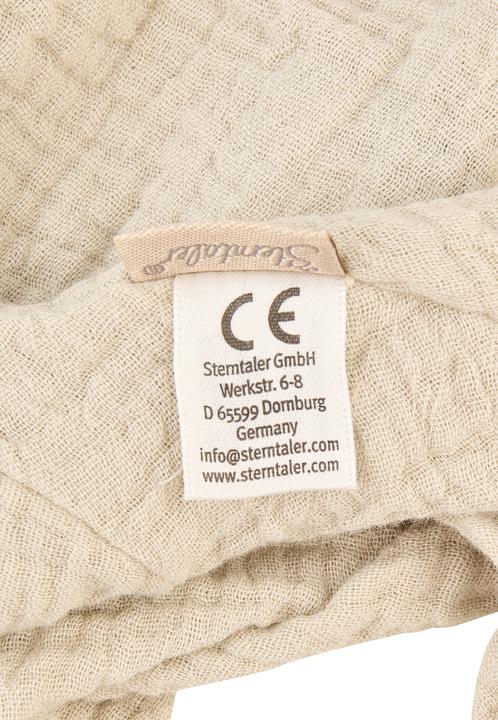 Sterntaler®
CE
Sterntaler GmbH
Werkstr. 6-8
D 65599 Dornburg
Germany
info@sterntaler.com
www.sterntaler.com